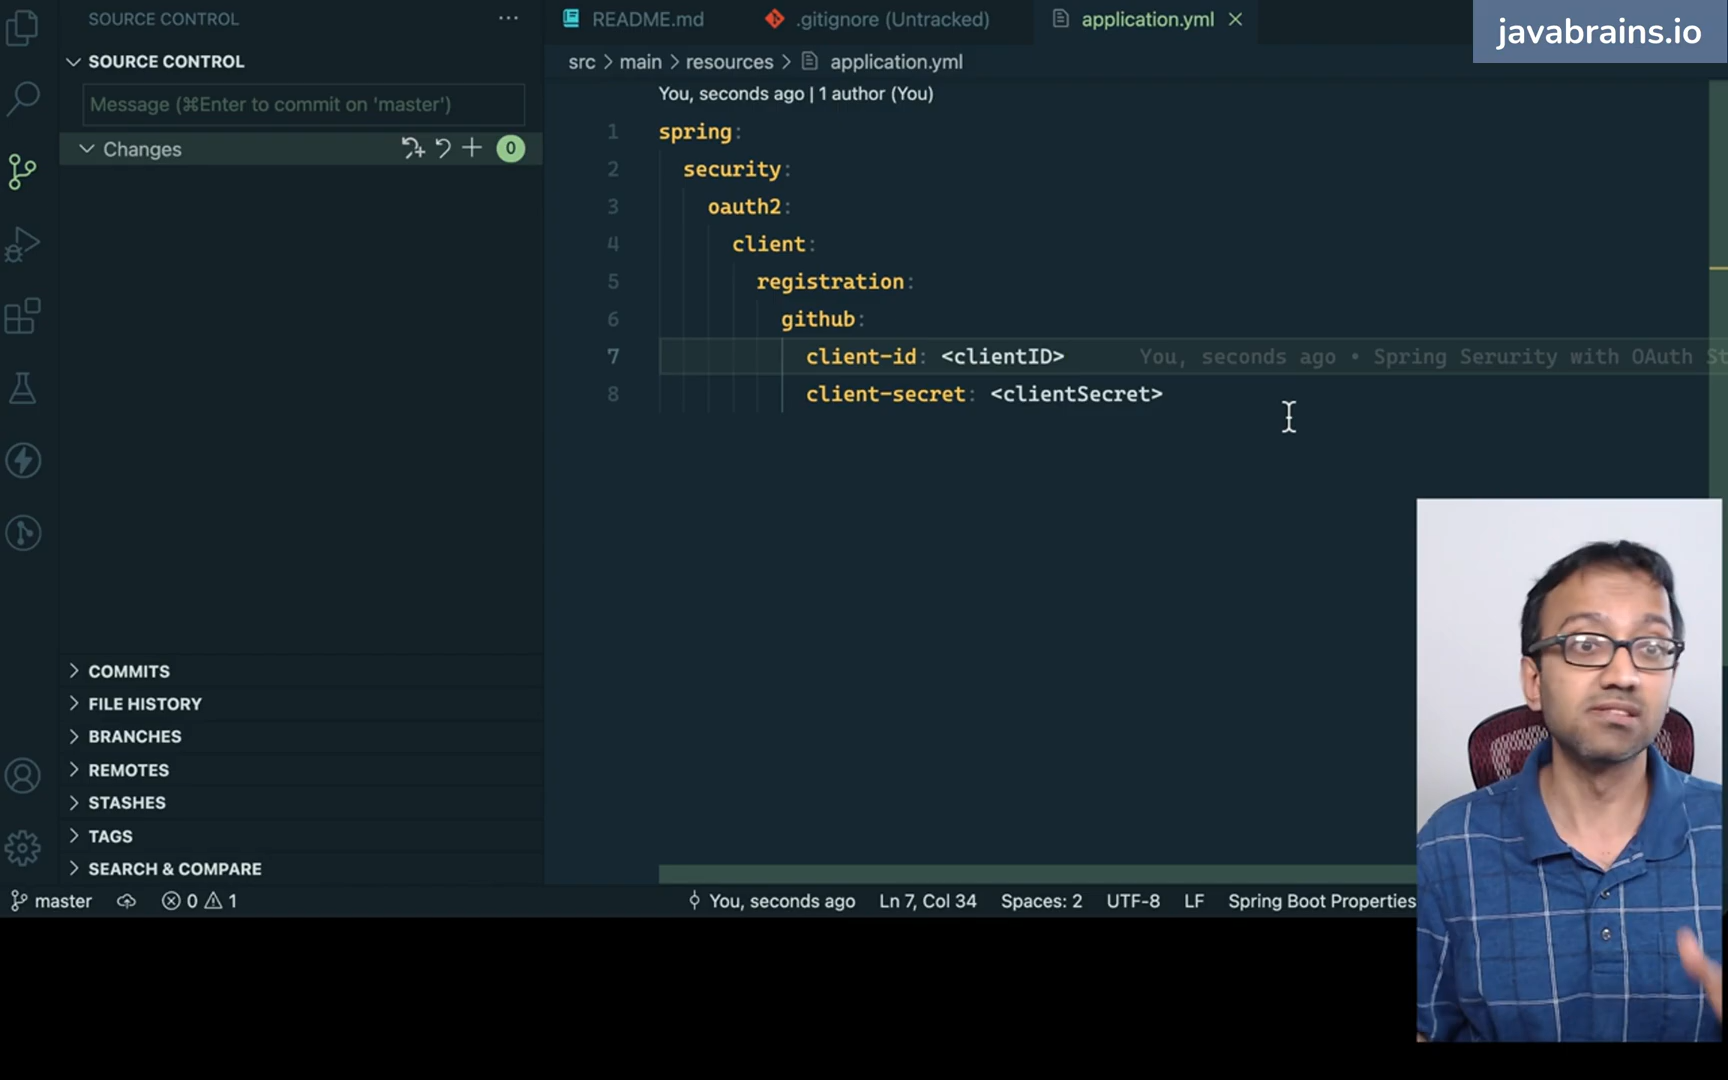 SOURCE CONTROL
README.md
.gitignore (Untracked)
application.yml
javabrains.io
SOURCE CONTROL
src > main > resources > application.yml
Message (⌘Enter to commit on 'master')
You, seconds ago | 1 author (You)
Changes
0
1 spring:
2 security:
3 oauth2:
4 client:
5 registration:
6 github:
7 client-id: <clientID> You, seconds ago • Spring Serurity with OAuth St
8 client-secret: <clientSecret>
COMMITS
FILE HISTORY
BRANCHES
REMOTES
STASHES
TAGS
SEARCH & COMPARE
master
0
1
You, seconds ago
Ln 7, Col 34
Spaces: 2
UTF-8
LF
Spring Boot Properties